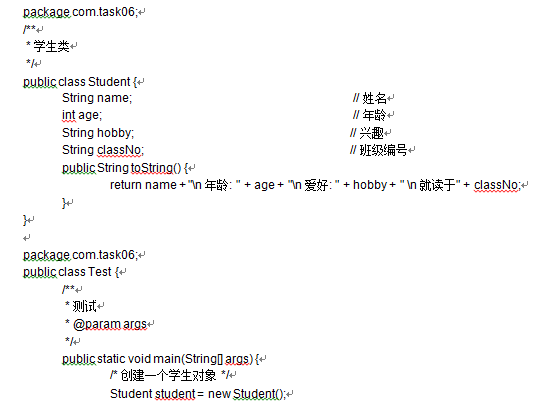 package com.task06;
/**
 * 学生类
 */
public class Student {
String name; // 姓名
int age; // 年龄
String hobby; // 兴趣
String classNo; // 班级编号
public String toString() {
return name + "\n 年龄: " + age + "\n 爱好: " + hobby + " \n 就读于" + classNo;
}
}
package com.task06;
public class Test {
/**
 * 测试
 * @param args
 */
public static void main(String[] args) {
/* 创建一个学生对象 */
Student student = new Student();